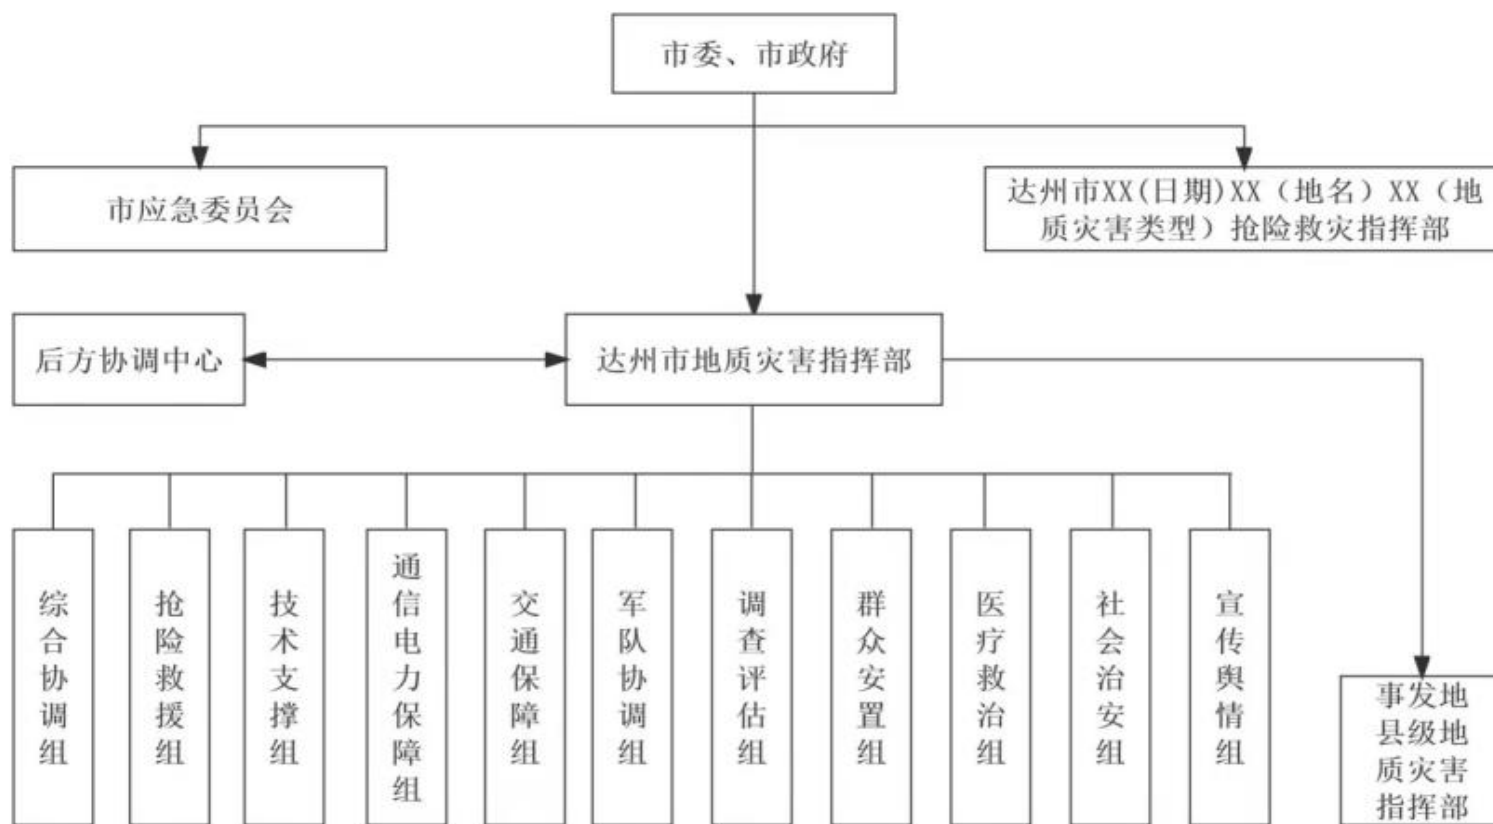 市委、市政府
市应急委员会
达州市XX(日期)XX（地名）XX（地
质灾害类型）抢险救灾指挥部
后方协调中心
达州市地质灾害指挥部
综合协调组
抢险救援组
技术支撑组
通信电力保障组
交通保障组
军队协调组
调查评估组
群众安置组
医疗救治组
社会治安组
宣传舆情组
事发地
县级地
质灾害
指挥部